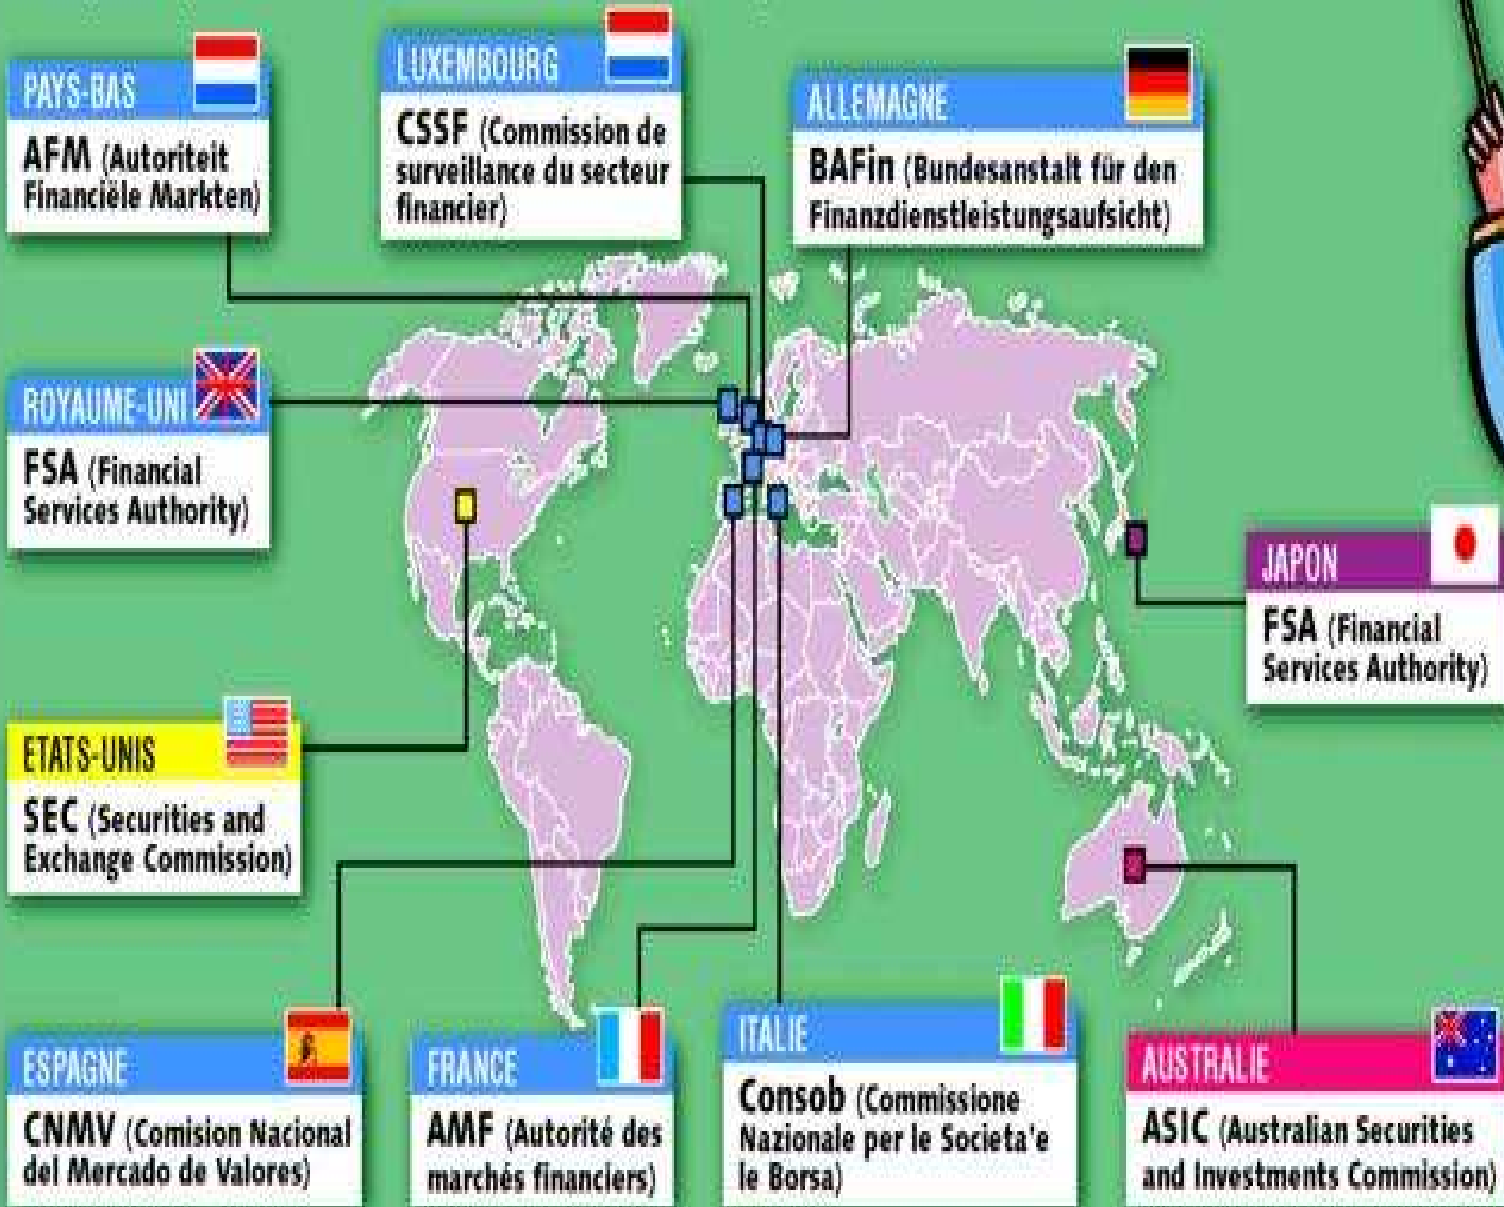 PAYS-BAS
AFM (Autoriteit
Financiële Markten)
LUXEMBOURG
CSSF (Commission de
surveillance du secteur
financier)
ALLEMAGNE
BAFin (Bundesanstalt für den
Finanzdienstleistungsaufsicht)
ROYAUME-UNI
FSA (Financial
Services Authority)
JAPON
FSA (Financial
Services Authority)
ETATS-UNIS
SEC (Securities and
Exchange Commission)
ESPAGNE
CNMV (Comision Nacional
del Mercado de Valores)
FRANCE
AMF (Autorité des
marchés financiers)
ITALIE
Consob (Commissione
Nazionale per le Societa'e
le Borsa)
AUSTRALIE
ASIC (Australian Securities
and Investments Commission)